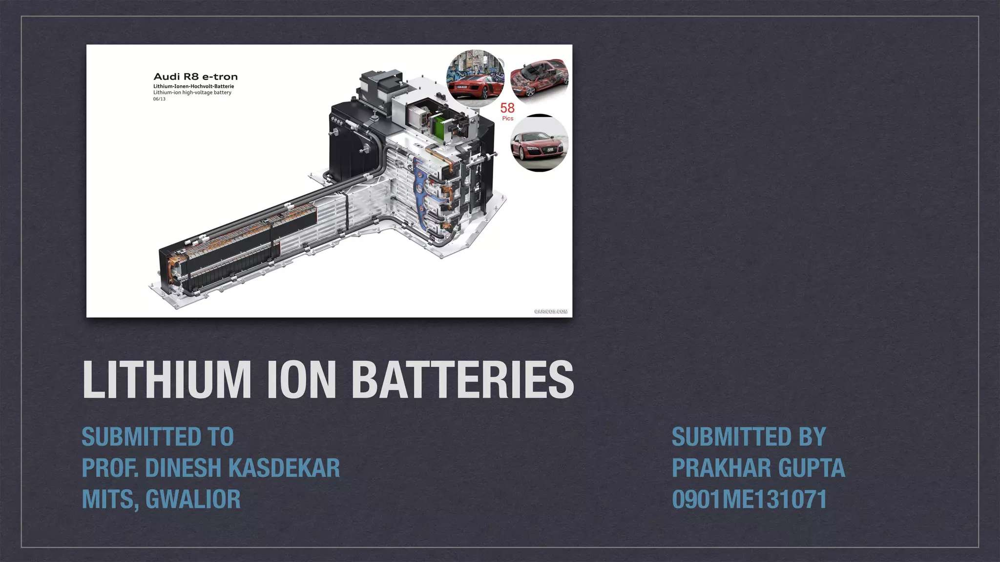 Audi R8 e-tron
Lithium-Ionen-Hochvolt-Batterie
Lithium-ion high-voltage battery
06/13
58
Pics
CARICOS.COM
LITHIUM ION BATTERIES
SUBMITTED TO
PROF. DINESH KASDEKAR
MITS, GWALIOR
SUBMITTED BY
PRAKHAR GUPTA
0901ME131071